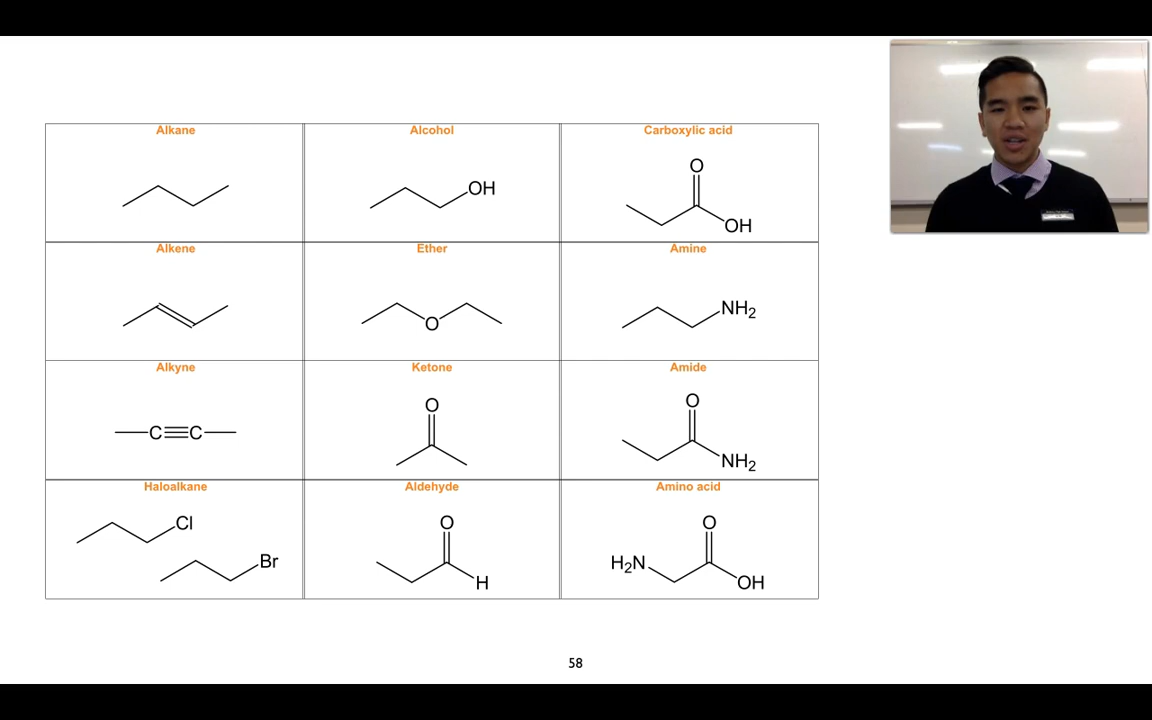 Alkane
Alcohol
OH
Carboxylic acid
O
OH
Alkene
Ether
O
Amine
NH₂
Alkyne
C≡C
Ketone
O
Amide
O
NH₂
Haloalkane
Cl
Br
Aldehyde
O
H
Amino acid
O
H₂N
OH
58